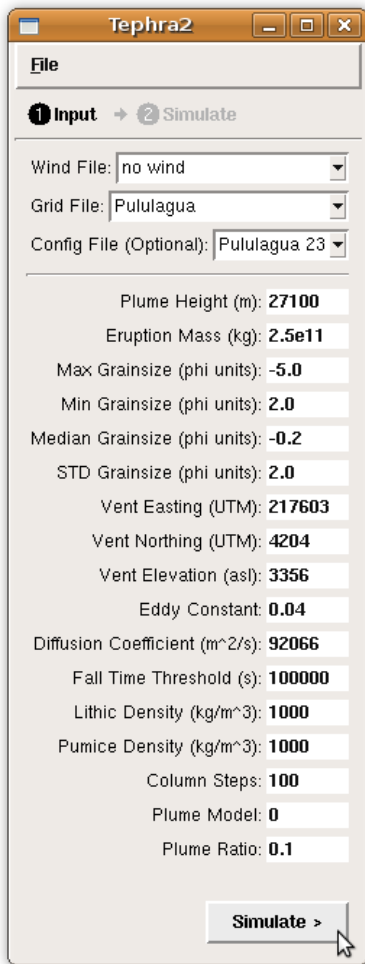 Tephra2
File
1 Input → 2 Simulate
Wind File: no wind
Grid File: Pululagua
Config File (Optional): Pululagua 23
Plume Height (m): 27100
Eruption Mass (kg): 2.5e11
Max Grainsize (phi units): -5.0
Min Grainsize (phi units): 2.0
Median Grainsize (phi units): -0.2
STD Grainsize (phi units): 2.0
Vent Easting (UTM): 217603
Vent Northing (UTM): 4204
Vent Elevation (asl): 3356
Eddy Constant: 0.04
Diffusion Coefficient (m^2/s): 92066
Fall Time Threshold (s): 100000
Lithic Density (kg/m^3): 1000
Pumice Density (kg/m^3): 1000
Column Steps: 100
Plume Model: 0
Plume Ratio: 0.1
Simulate >